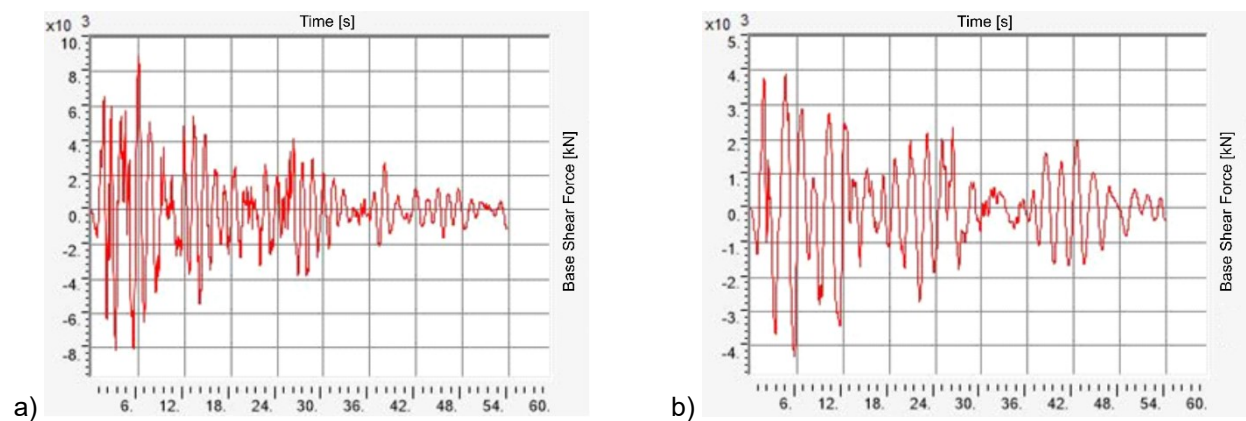 x10 3
Time [s]
10.
8.
6.
4.
2.
0.
-2.
-4.
-6.
-8.
Base Shear Force [kN]
6. 12. 18. 24. 30. 36. 42. 48. 54. 60.
a)
x10 3
Time [s]
5.
4.
3.
2.
1.
0.
-1.
-2.
-3.
-4.
Base Shear Force [kN]
6. 12. 18. 24. 30. 36. 42. 48. 54. 60.
b)